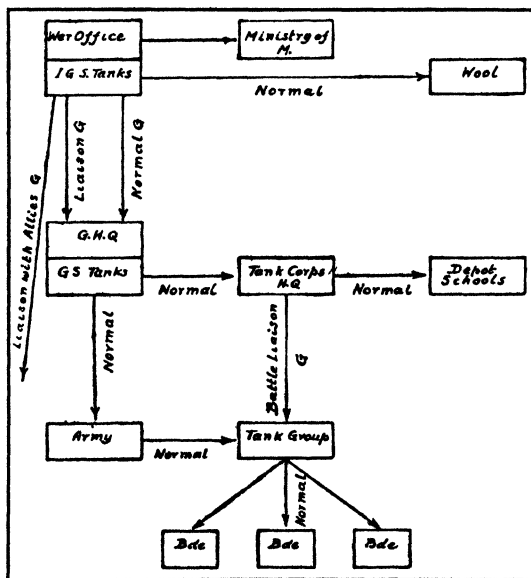 War Office
Ministry of
M.
I G S. Tanks
Wool
Normal
Liaison with Allies G
Liaison G
Normal G
G.H.Q
GS Tanks
Tank Corps
H.Q
Depot
Schools
Normal
Normal
Normal
Battle Liaison
G
Army
Tank Group
Normal
Normal
Bde
Bde
Bde